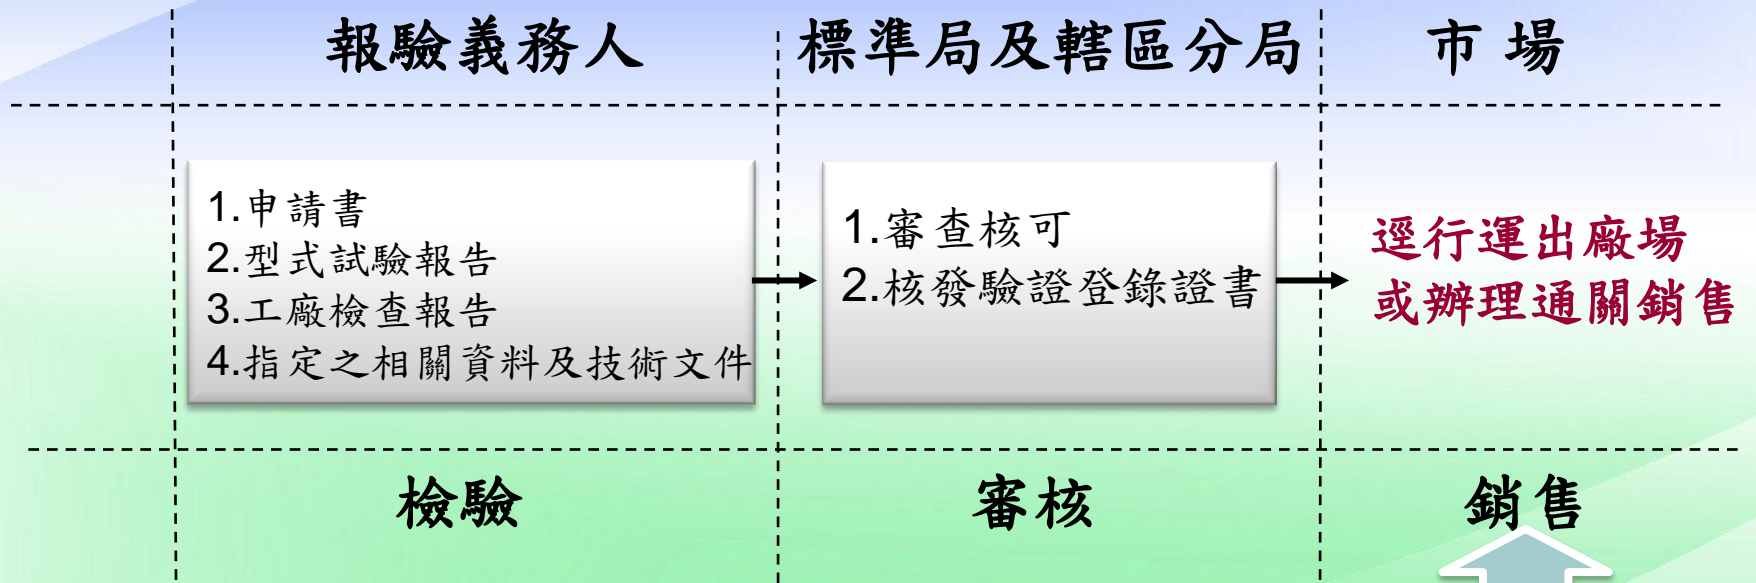 報驗義務人
標準局及轄區分局
市場
1.申請書
2.型式試驗報告
3.工廠檢查報告
4.指定之相關資料及技術文件
1.審查核可
2.核發驗證登錄證書
逕行運出廠場
或辦理通關銷售
檢驗
審核
銷售